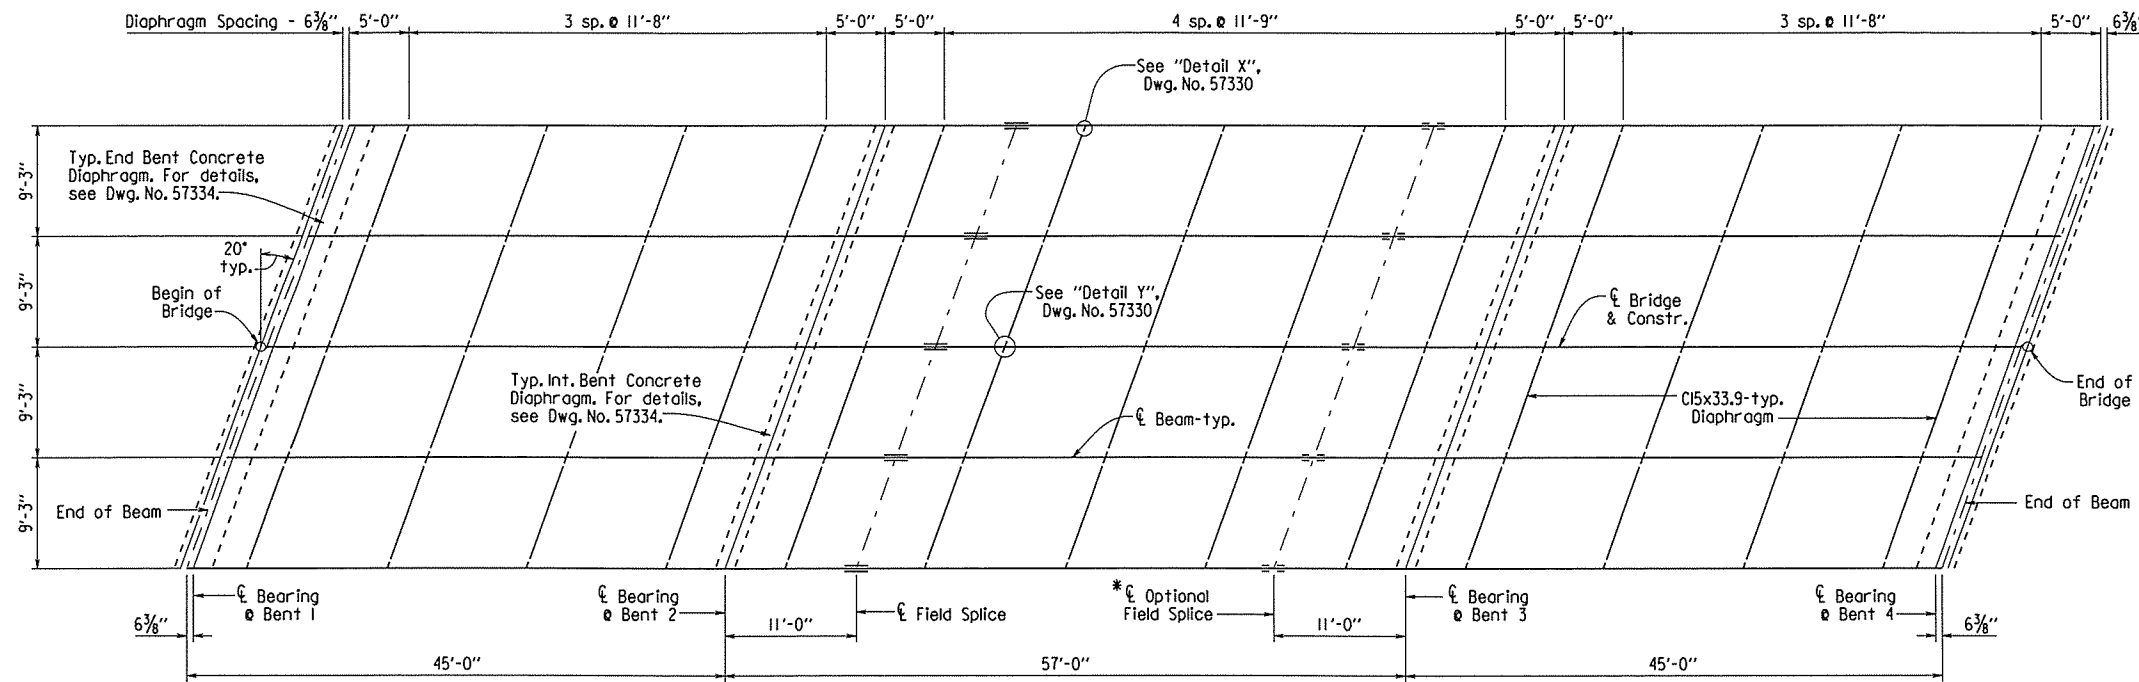 Diaphragm Spacing - 6⅜" 5'-0" 3 sp. @ 11'-8" 5'-0" 5'-0" 4 sp. @ 11'-9" 5'-0" 5'-0" 3 sp. @ 11'-8" 5'-0" 6⅜"
See "Detail X",
Dwg. No. 57330
Typ. End Bent Concrete
Diaphragm. For details,
see Dwg. No. 57334.
9'-3"
9'-3"
9'-3"
9'-3"
20°
typ.
Begin of
Bridge
See "Detail Y",
Dwg. No. 57330
℄ Bridge
& Constr.
Typ. Int. Bent Concrete
Diaphragm. For details,
see Dwg. No. 57334.
℄ Beam-typ.
C15x33.9-typ.
Diaphragm
End of
Bridge
End of Beam
End of Beam
℄ Bearing
@ Bent 1
℄ Bearing
@ Bent 2
℄ Field Splice
*℄ Optional
Field Splice
℄ Bearing
@ Bent 3
℄ Bearing
@ Bent 4
6⅜" 11'-0" 11'-0" 6⅜"
45'-0" 57'-0" 45'-0"